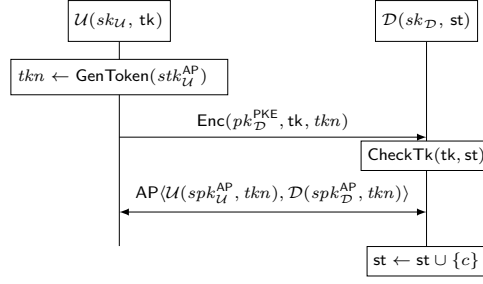 𝒰(sk_𝒰, tk)
𝒟(sk_𝒟, st)
tkn ← GenToken(stk_𝒰^AP)
Enc(pk_𝒟^PKE, tk, tkn)
CheckTk(tk, st)
AP⟨𝒰(spk_𝒰^AP, tkn), 𝒟(spk_𝒟^AP, tkn)⟩
st ← st ∪ {c}